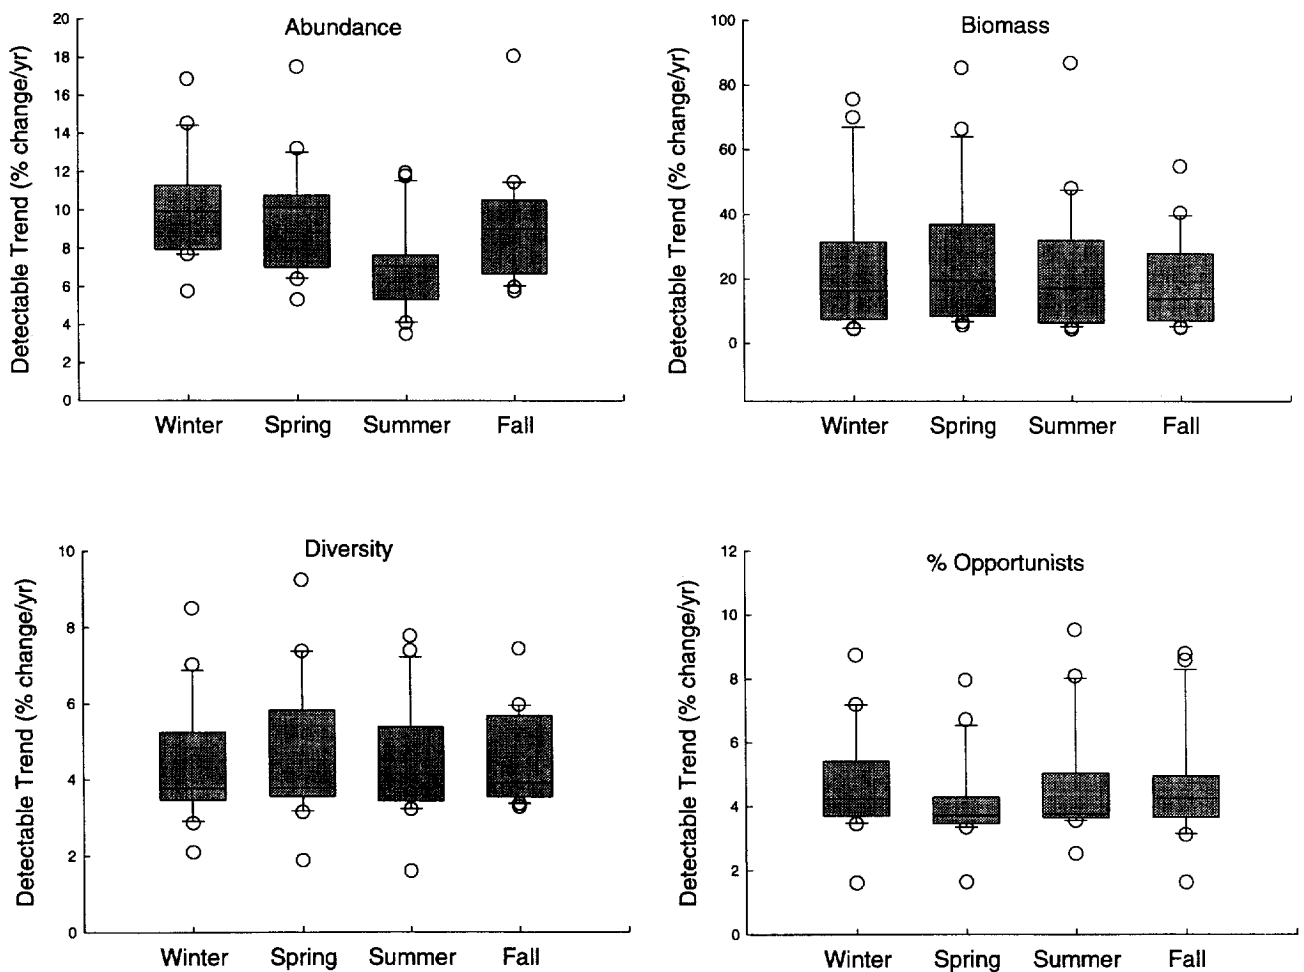 Abundance
Detectable Trend (% change/yr)
20
18
16
14
12
10
8
6
4
2
0
Winter Spring Summer Fall
Biomass
Detectable Trend (% change/yr)
100
80
60
40
20
0
Winter Spring Summer Fall
Diversity
Detectable Trend (% change/yr)
10
8
6
4
2
0
Winter Spring Summer Fall
% Opportunists
Detectable Trend (% change/yr)
12
10
8
6
4
2
0
Winter Spring Summer Fall